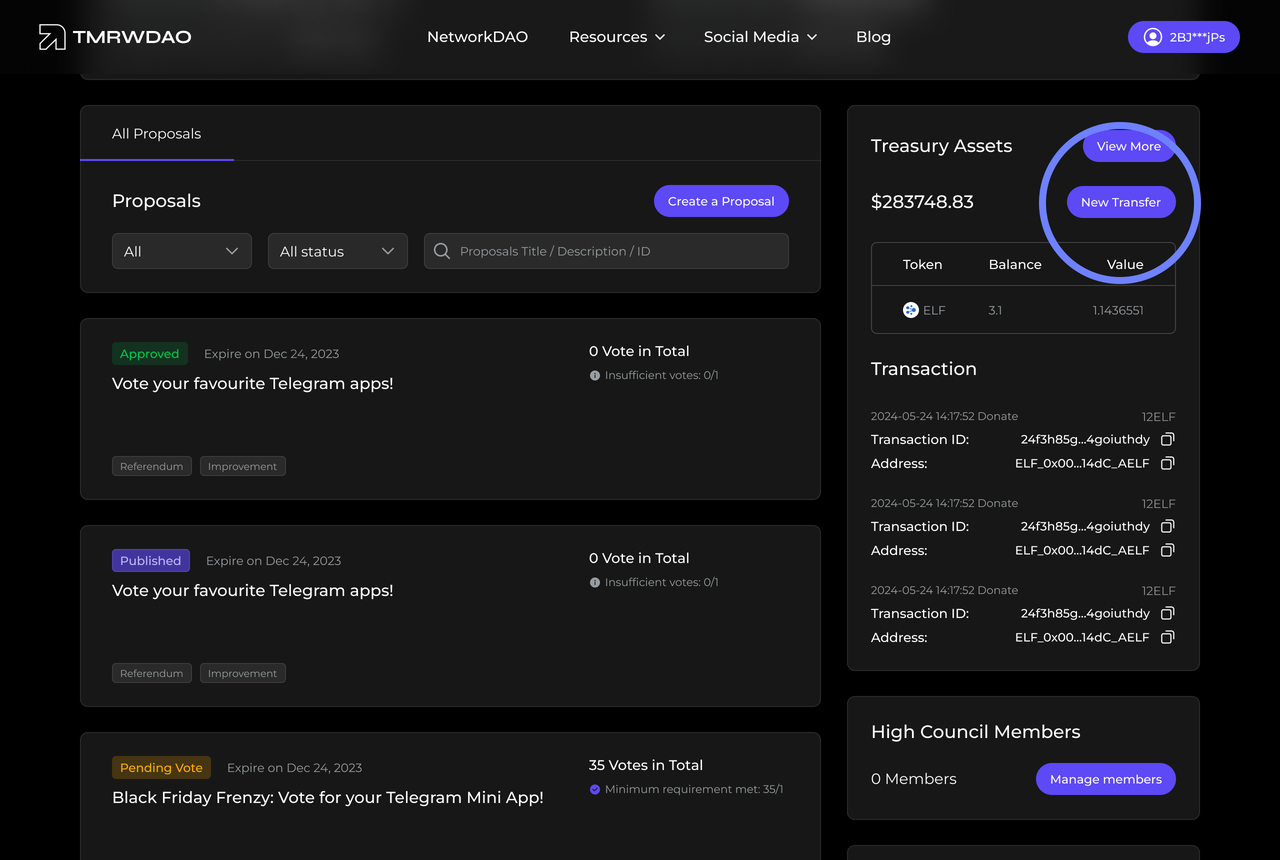 TMRWDAO
NetworkDAO
Resources
Social Media
Blog
2BJ***jPs
All Proposals
Proposals
Create a Proposal
All
All status
Proposals Title / Description / ID
Approved
Expire on Dec 24, 2023
0 Vote in Total
Insufficient votes: 0/1
Vote your favourite Telegram apps!
Referendum
Improvement
Published
Expire on Dec 24, 2023
0 Vote in Total
Insufficient votes: 0/1
Vote your favourite Telegram apps!
Referendum
Improvement
Pending Vote
Expire on Dec 24, 2023
35 Votes in Total
Minimum requirement met: 35/1
Black Friday Frenzy: Vote for your Telegram Mini App!
Treasury Assets
View More
$283748.83
New Transfer
Token Balance Value
ELF 3.1 1.1436551
Transaction
2024-05-24 14:17:52 Donate 12ELF
Transaction ID: 24f3h85g...4goiuthdy
Address: ELF_0x00...14dC_AELF
2024-05-24 14:17:52 Donate 12ELF
Transaction ID: 24f3h85g...4goiuthdy
Address: ELF_0x00...14dC_AELF
2024-05-24 14:17:52 Donate 12ELF
Transaction ID: 24f3h85g...4goiuthdy
Address: ELF_0x00...14dC_AELF
High Council Members
0 Members
Manage members